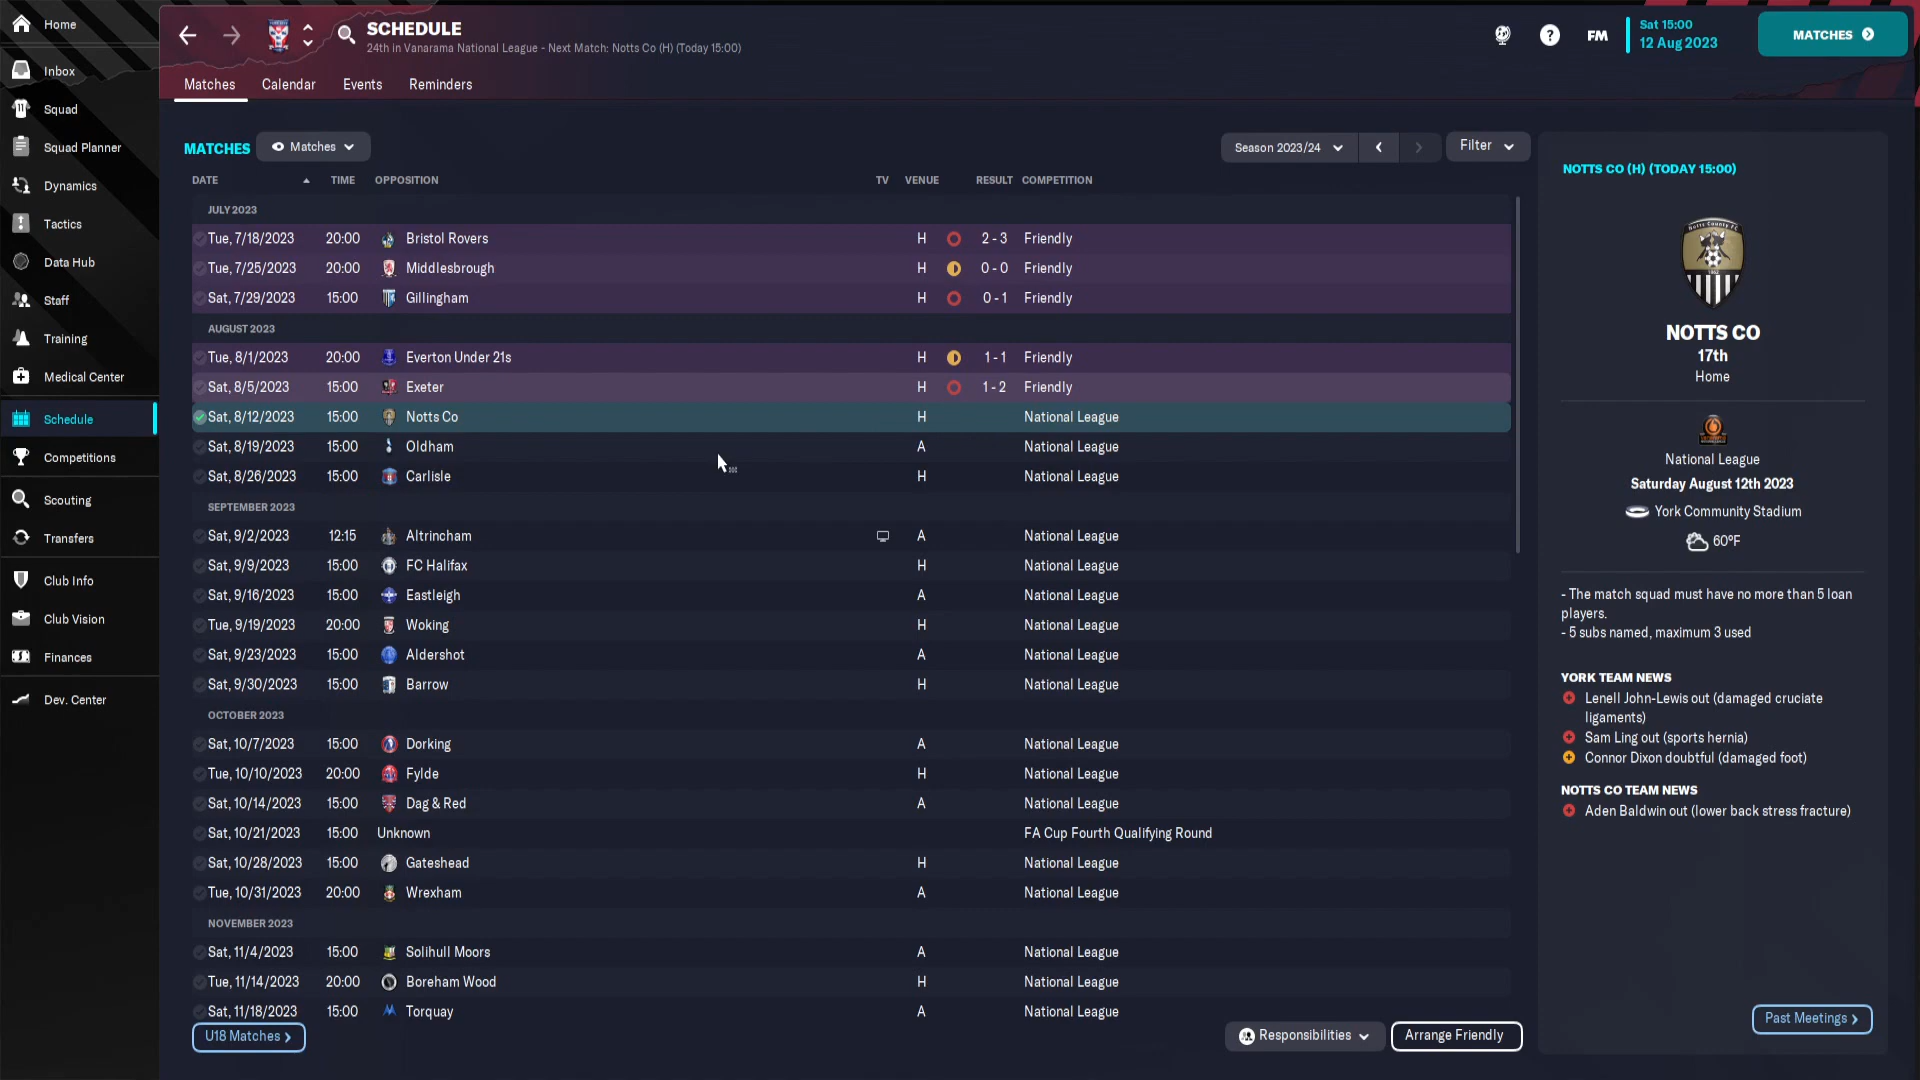 Home
Inbox
Squad
Squad Planner
Dynamics
Tactics
Data Hub
Staff
Training
Medical Center
Schedule
Competitions
Scouting
Transfers
Club Info
Club Vision
Finances
Dev. Center
SCHEDULE
24th in Vanarama National League - Next Match: Notts Co (H) (Today 15:00)
FM
Sat 15:00
12 Aug 2023
MATCHES
Matches Calendar Events Reminders
MATCHES Matches Season 2023/24 Filter
DATE TIME OPPOSITION TV VENUE RESULT COMPETITION
JULY 2023
Tue, 7/18/2023 20:00 Bristol Rovers H 2 - 3 Friendly
Tue, 7/25/2023 20:00 Middlesbrough H 0 - 0 Friendly
Sat, 7/29/2023 15:00 Gillingham H 0 - 1 Friendly
AUGUST 2023
Tue, 8/1/2023 20:00 Everton Under 21s H 1 - 1 Friendly
Sat, 8/5/2023 15:00 Exeter H 1 - 2 Friendly
Sat, 8/12/2023 15:00 Notts Co H National League
Sat, 8/19/2023 15:00 Oldham A National League
Sat, 8/26/2023 15:00 Carlisle H National League
SEPTEMBER 2023
Sat, 9/2/2023 12:15 Altrincham A National League
Sat, 9/9/2023 15:00 FC Halifax H National League
Sat, 9/16/2023 15:00 Eastleigh A National League
Tue, 9/19/2023 20:00 Woking H National League
Sat, 9/23/2023 15:00 Aldershot A National League
Sat, 9/30/2023 15:00 Barrow H National League
OCTOBER 2023
Sat, 10/7/2023 15:00 Dorking A National League
Tue, 10/10/2023 20:00 Fylde H National League
Sat, 10/14/2023 15:00 Dag & Red A National League
Sat, 10/21/2023 15:00 Unknown FA Cup Fourth Qualifying Round
Sat, 10/28/2023 15:00 Gateshead H National League
Tue, 10/31/2023 20:00 Wrexham A National League
NOVEMBER 2023
Sat, 11/4/2023 15:00 Solihull Moors A National League
Tue, 11/14/2023 20:00 Boreham Wood H National League
Sat, 11/18/2023 15:00 Torquay A National League
U18 Matches Responsibilities Arrange Friendly
NOTTS CO (H) (TODAY 15:00)
NOTTS CO
17th
Home
National League
Saturday August 12th 2023
York Community Stadium
60°F
- The match squad must have no more than 5 loan
players.
- 5 subs named, maximum 3 used
YORK TEAM NEWS
Lenell John-Lewis out (damaged cruciate
ligaments)
Sam Ling out (sports hernia)
Connor Dixon doubtful (damaged foot)
NOTTS CO TEAM NEWS
Aden Baldwin out (lower back stress fracture)
Past Meetings